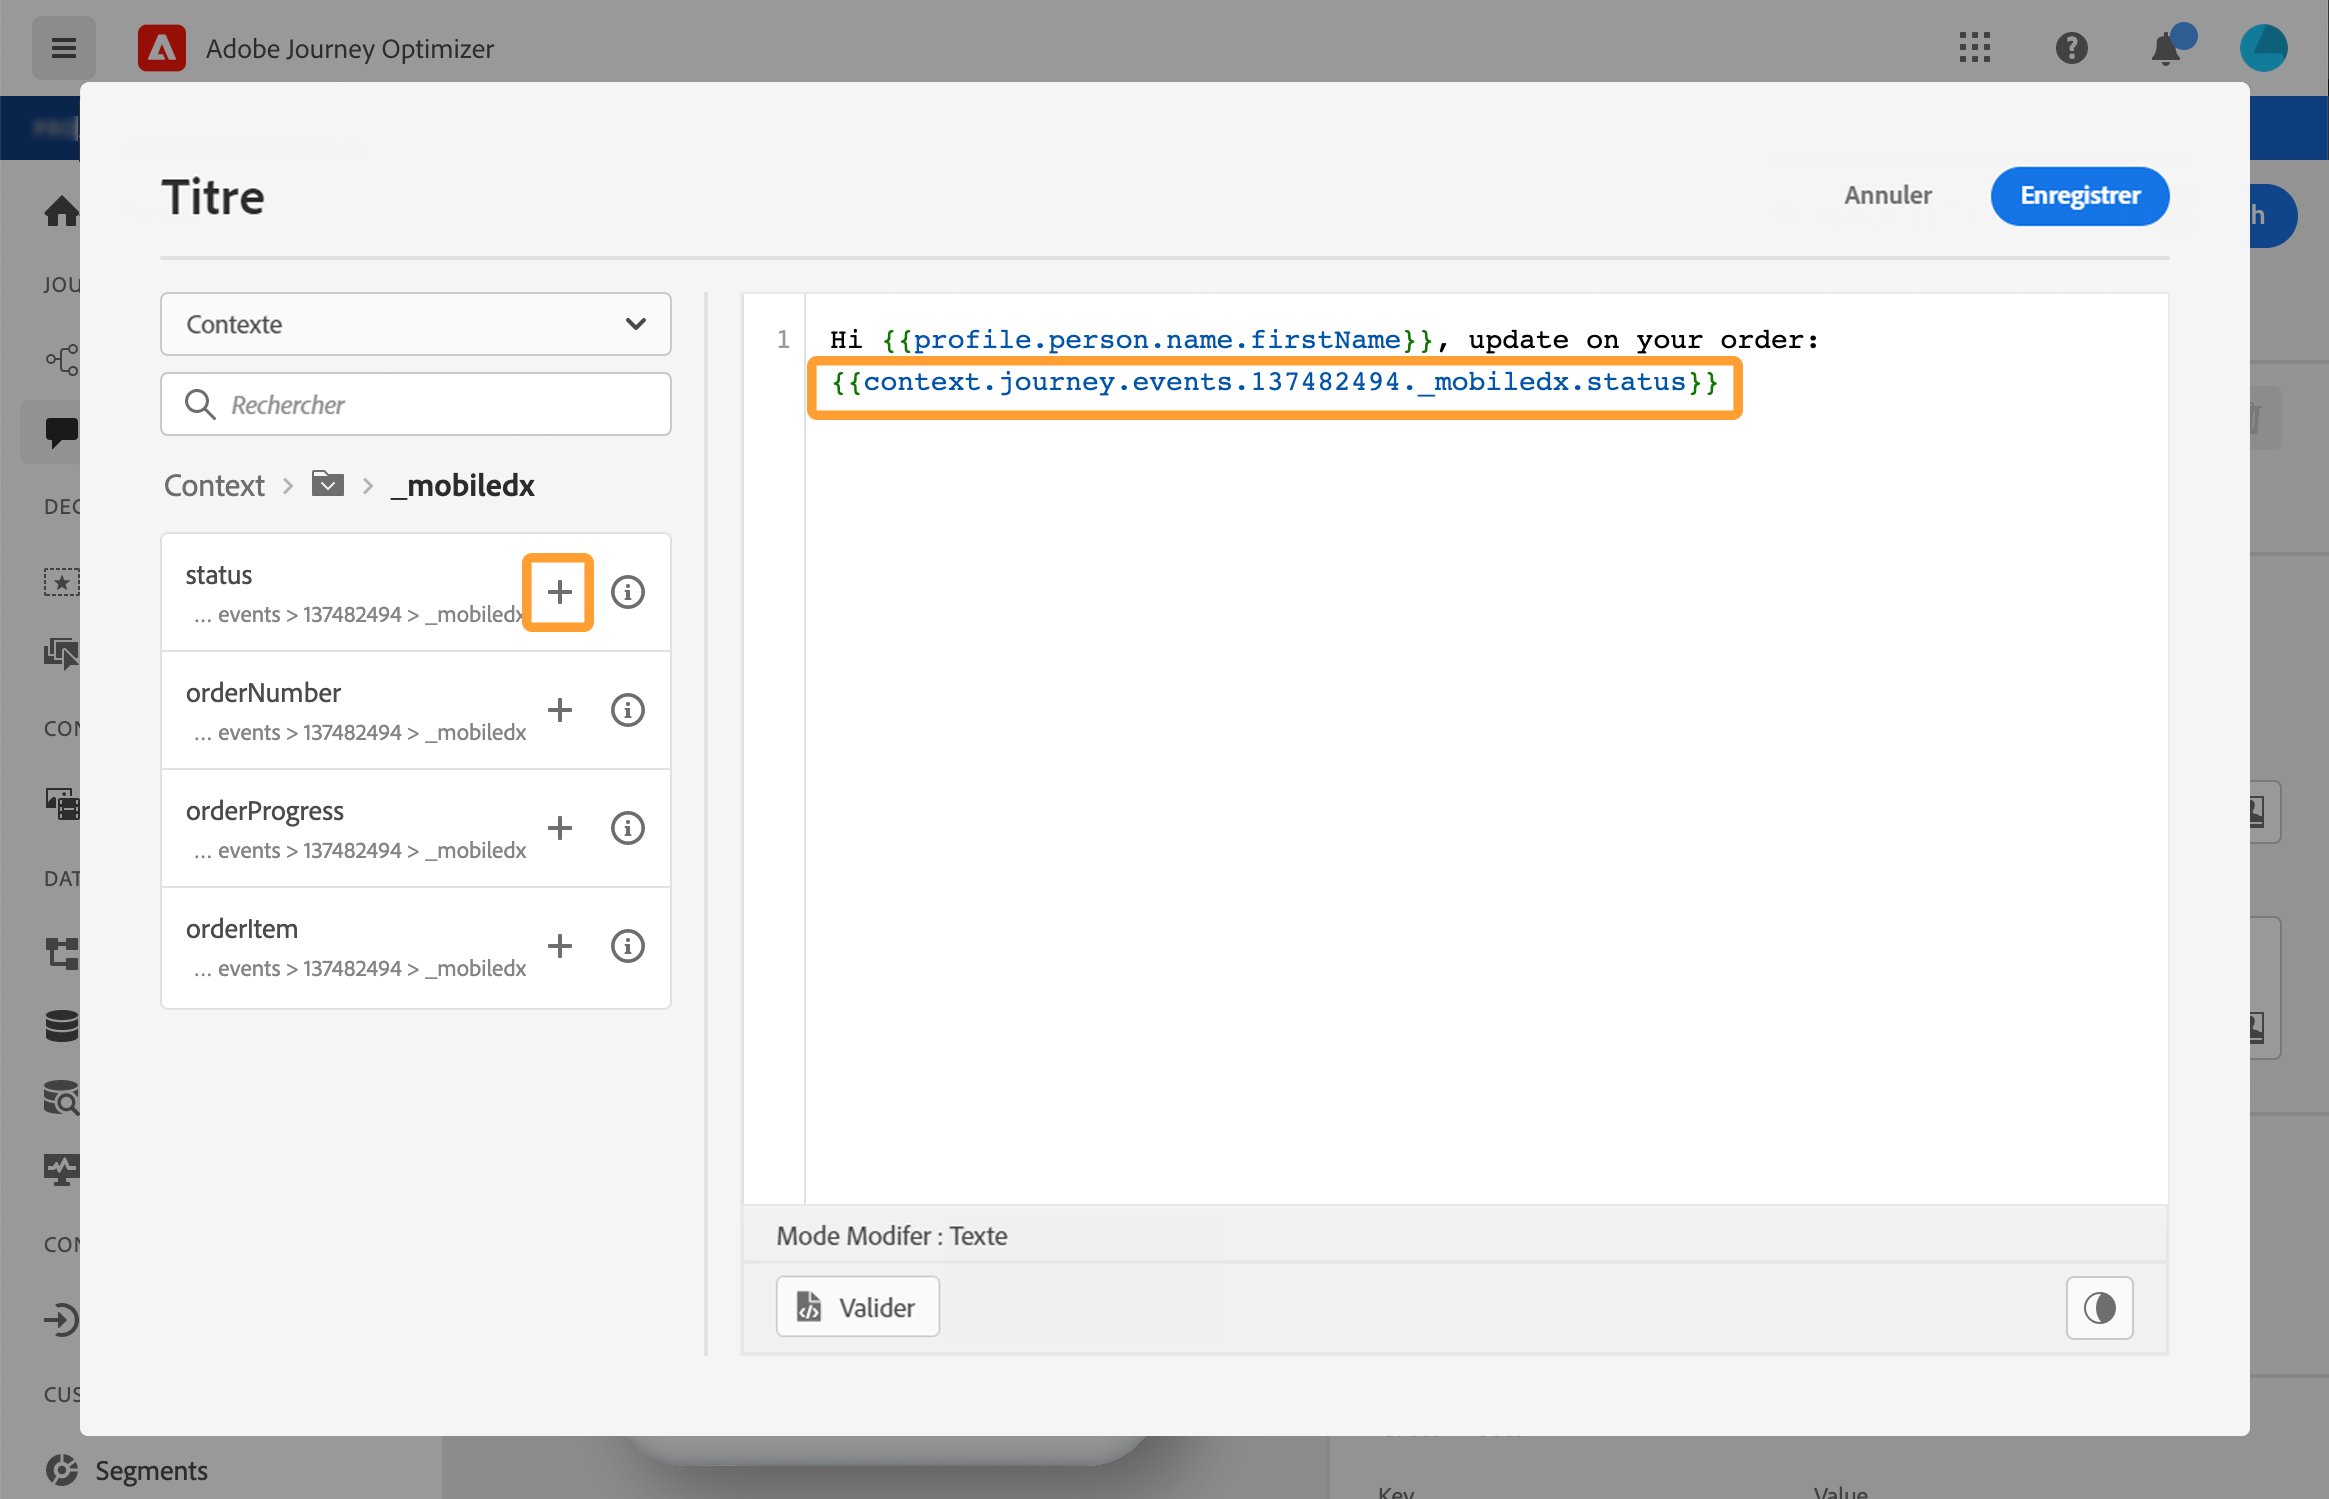 Adobe Journey Optimizer
Titre
Annuler
Enregistrer
h
JOU
Contexte
Rechercher
Context > > _mobiledx
DEC
status
... events > 137482494 > _mobiledx
orderNumber
... events > 137482494 > _mobiledx
CON
orderProgress
... events > 137482494 > _mobiledx
DAT
orderItem
... events > 137482494 > _mobiledx
1
Hi {{profile.person.name.firstName}}, update on your order:
{{context.journey.events.137482494._mobiledx.status}}
Mode Modifer : Texte
CON
Valider
CUS
Segments
Key
Value